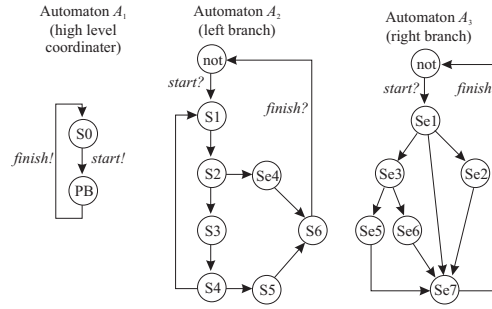 Automaton A1
(high level
coordinater)
S0
start!
finish!
PB
Automaton A2
(left branch)
not
start?
finish?
S1
S2
Se4
S3
S6
S4
S5
Automaton A3
(right branch)
not
start?
finish
Se1
Se3
Se2
Se5
Se6
Se7